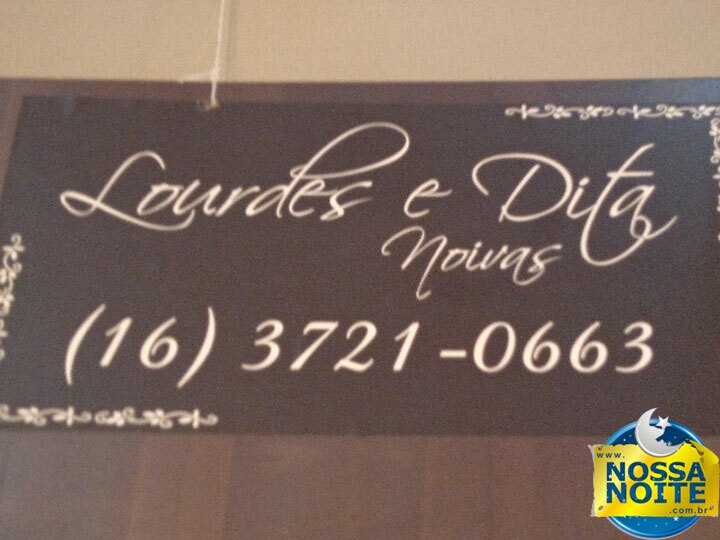 Lourdes e Dita
Noivas
(16) 3721-0663
www.
NOSSA
NOITE
.com.br